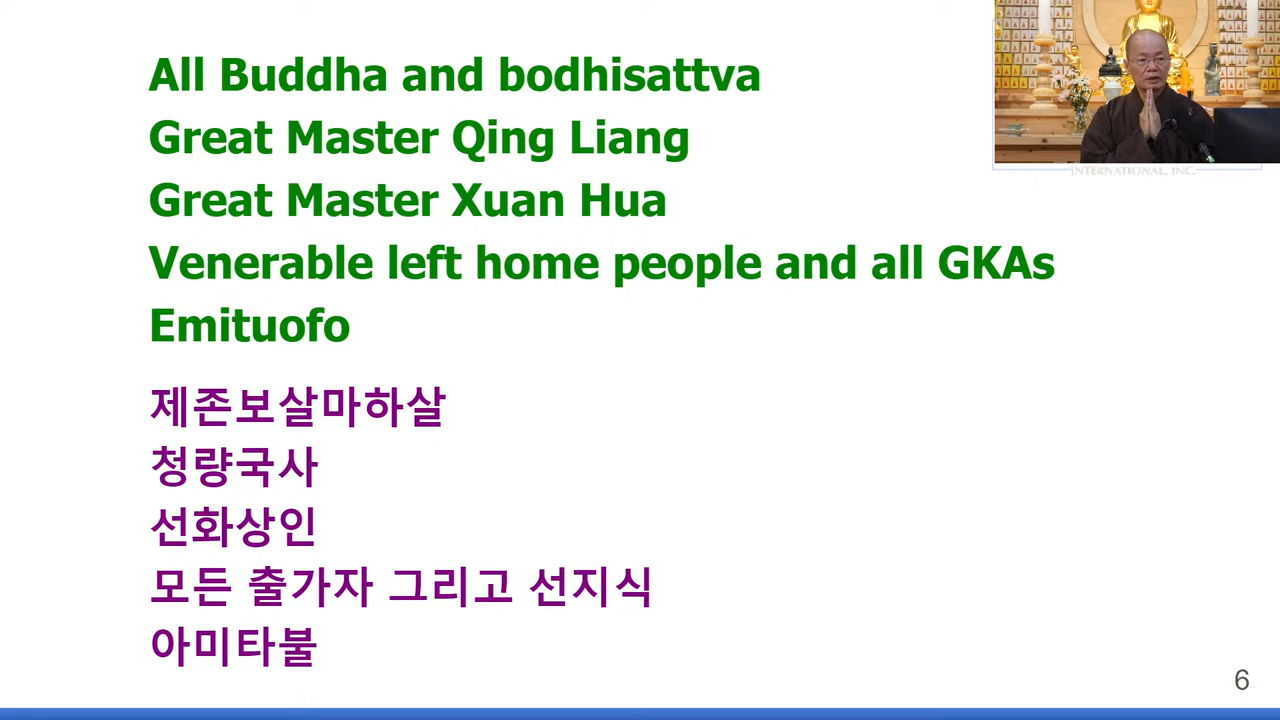 All Buddha and bodhisattva
Great Master Qing Liang
Great Master Xuan Hua
Venerable left home people and all GKAs
Emituofo
제존보살마하살
청량국사
선화상인
모든 출가자 그리고 선지식
아미타불
INTERNATIONAL, INC
6